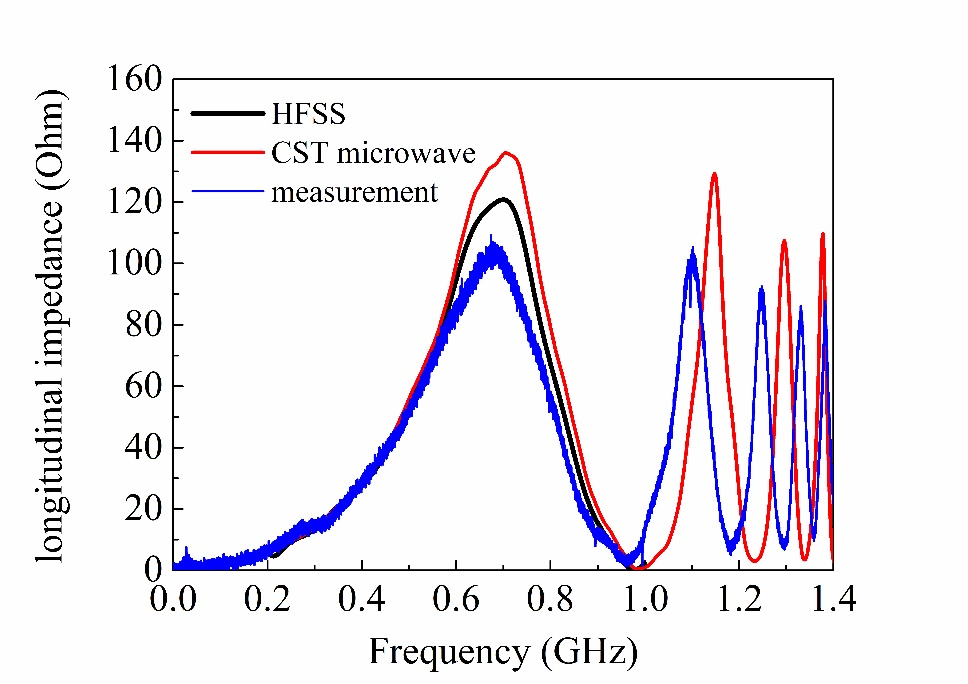 longitudinal impedance (Ohm)
160
140
120
100
80
60
40
20
0
HFSS
CST microwave
measurement
0.0 0.2 0.4 0.6 0.8 1.0 1.2 1.4
Frequency (GHz)